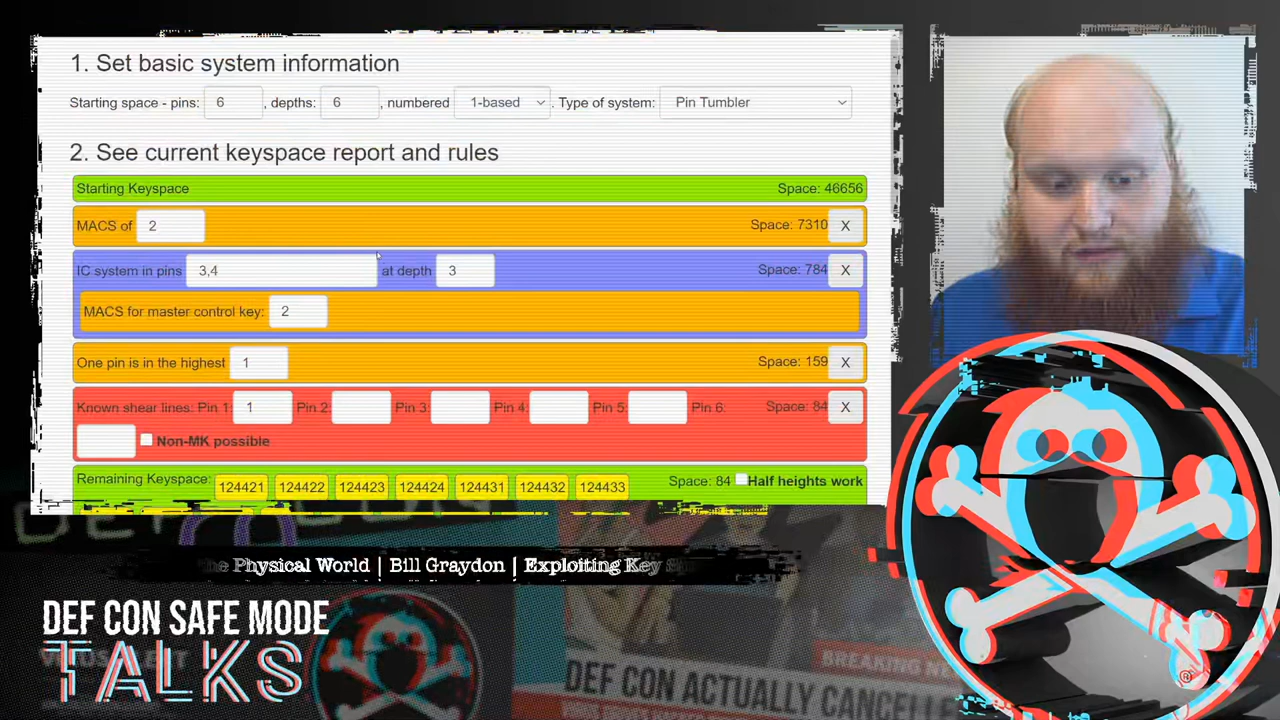 1. Set basic system information
Starting space - pins: 6 , depths: 6 , numbered 1-based . Type of system: Pin Tumbler
2. See current keyspace report and rules
Starting Keyspace Space: 46656
MACS of 2 Space: 7310 X
IC system in pins 3,4 at depth 3 Space: 784 X
MACS for master control key: 2
One pin is in the highest 1 Space: 159 X
Known shear lines: Pin 1: 1 Pin 2: Pin 3: Pin 4: Pin 5: Pin 6: Space: 84 X
Non-MK possible
Remaining Keyspace: 124421 124422 124423 124424 124431 124432 124433 Space: 84 Half heights work
the Physical World | Bill Graydon | Exploiting Key
DEF CON SAFE MODE
TALKS
BREAKING NE
DEF CON ACTUALLY CANCELLE
®